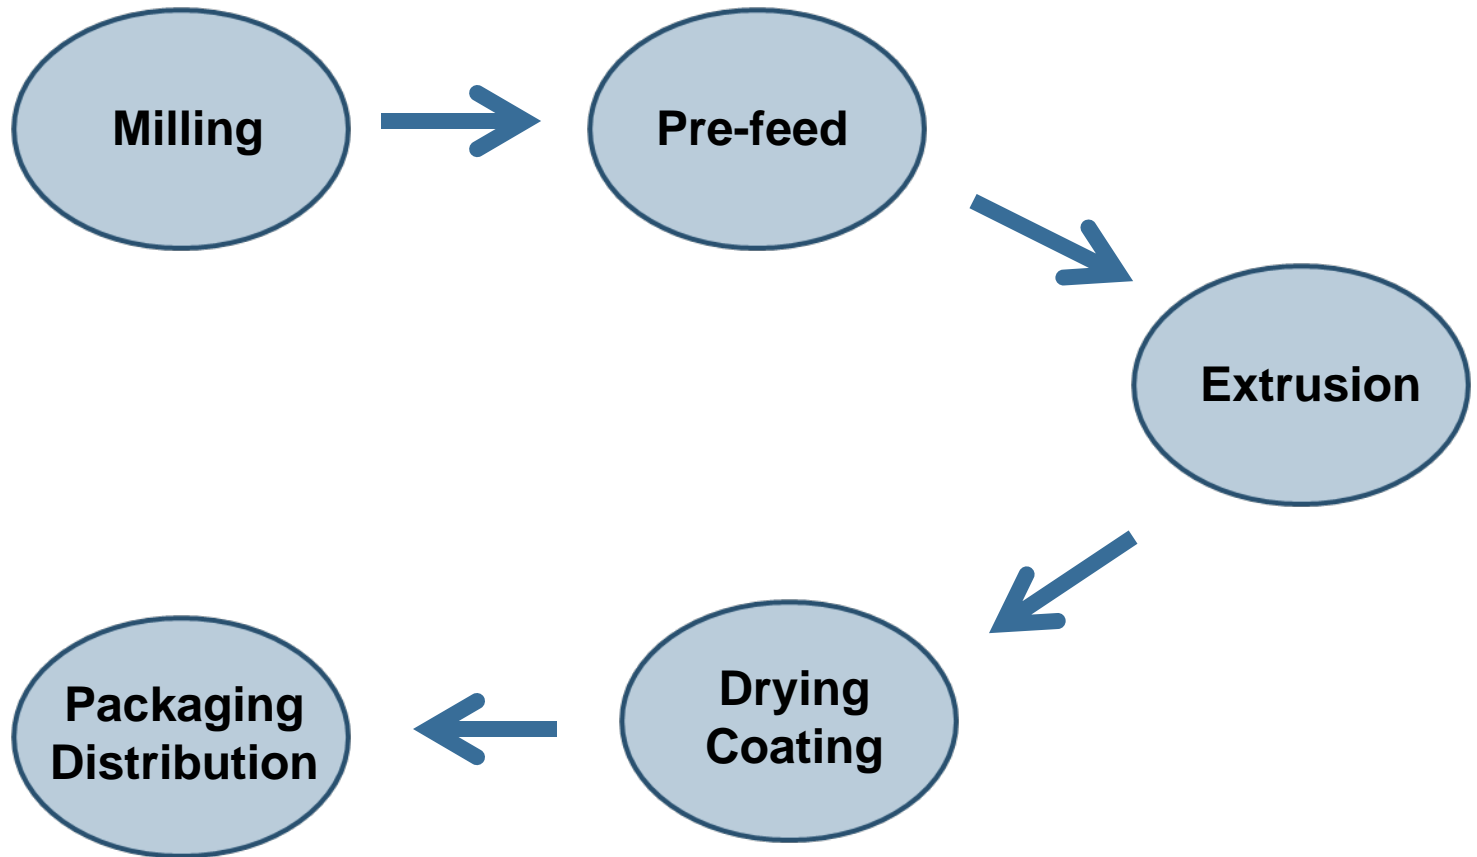 Milling
Pre-feed
Extrusion
Drying
Coating
Packaging
Distribution